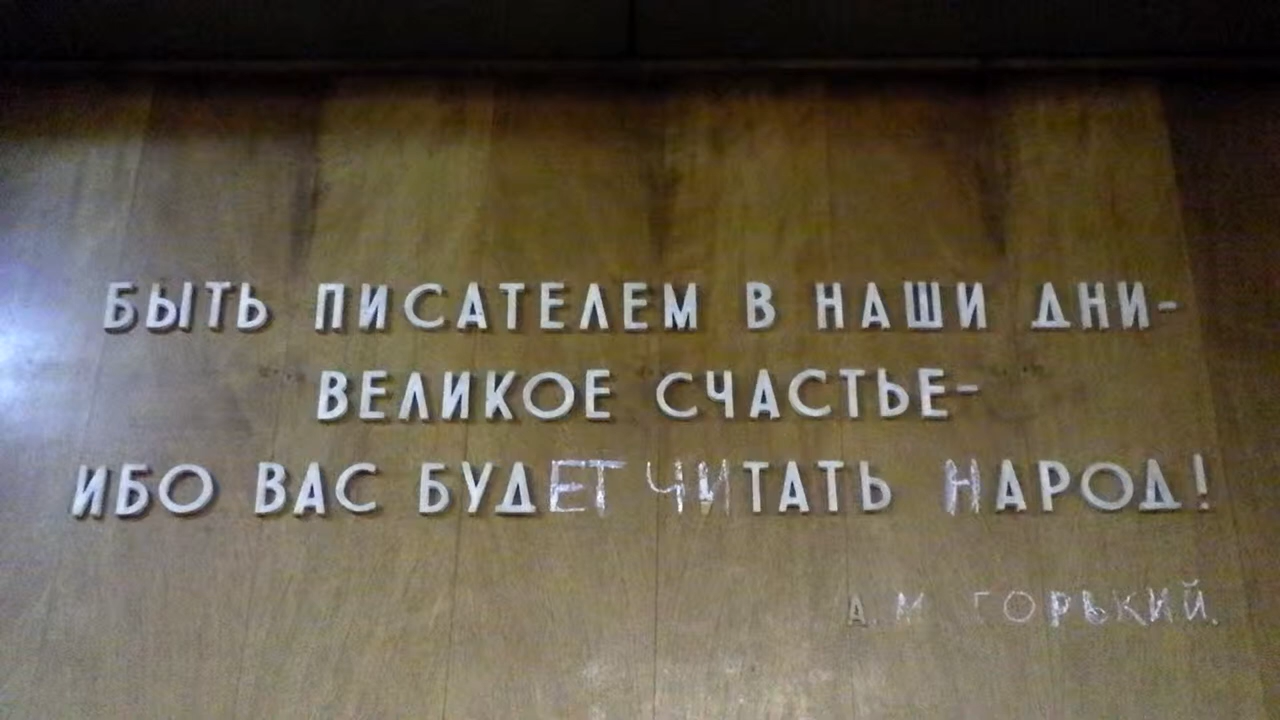 БЫТЬ ПИСАТЕЛЕМ В НАШИ ДНИ-
ВЕЛИКОЕ СЧАСТЬЕ-
ИБО ВАС БУДЕТ ЧИТАТЬ НАРОД!
А. М ГОРЬКИЙ.